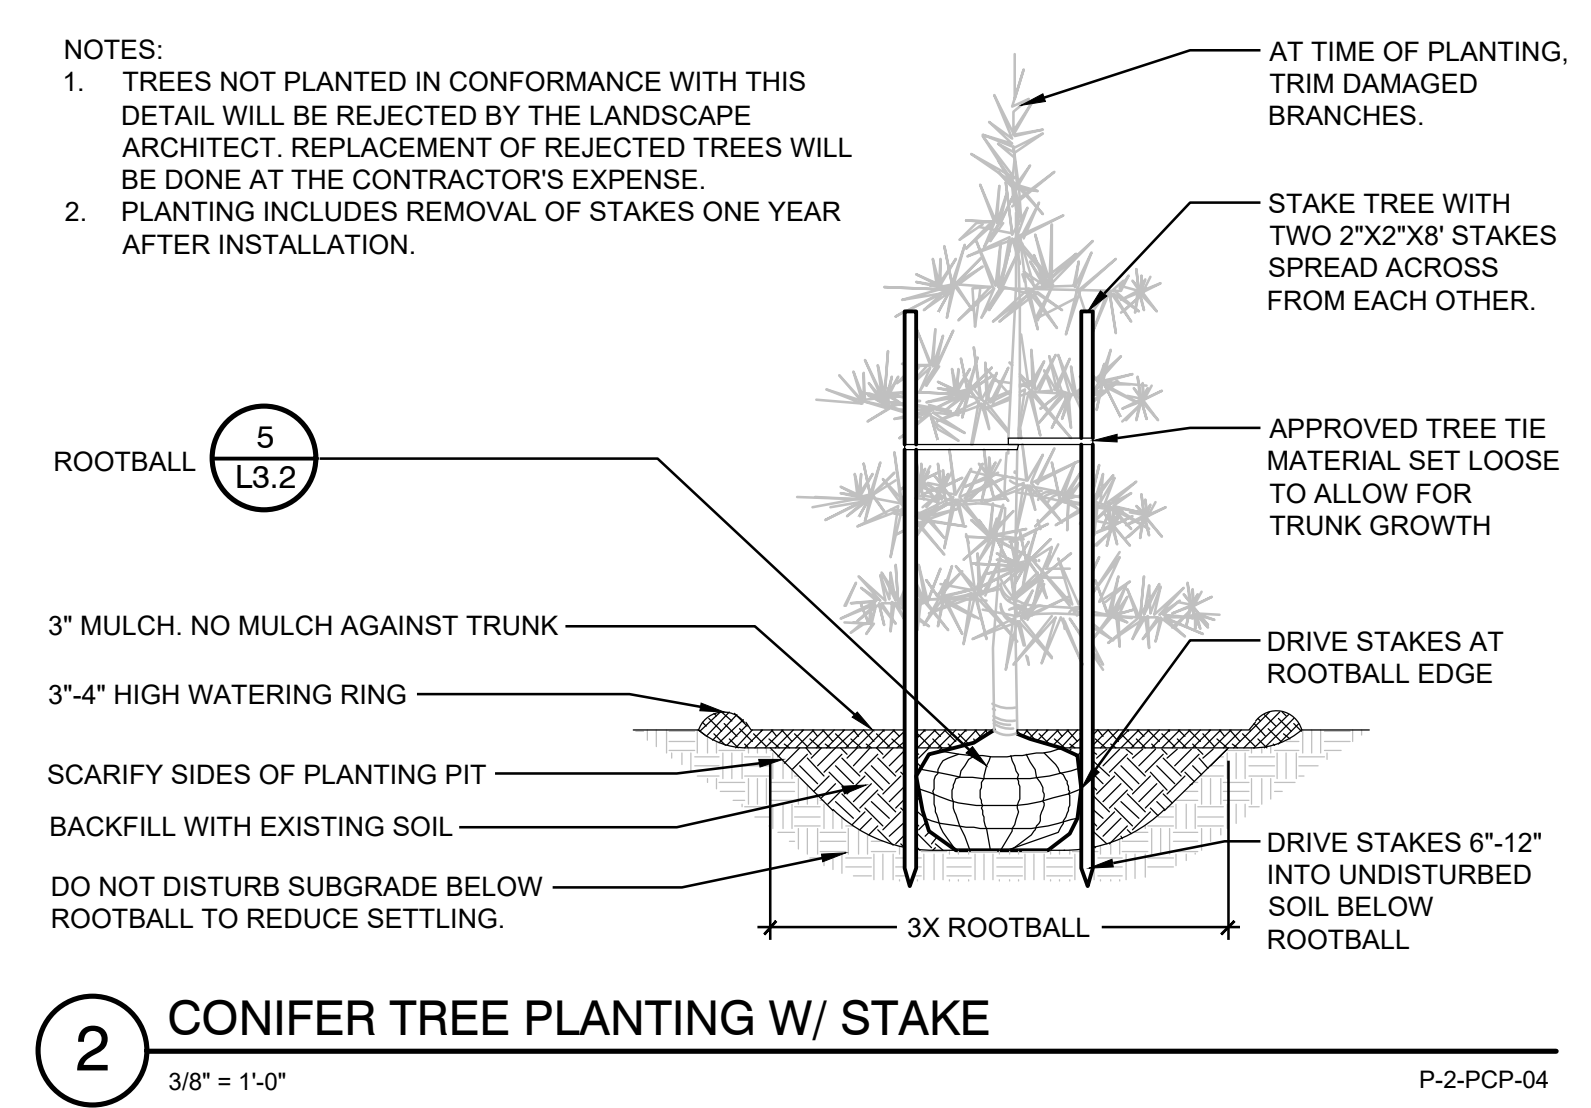 NOTES:
1. TREES NOT PLANTED IN CONFORMANCE WITH THIS
DETAIL WILL BE REJECTED BY THE LANDSCAPE
ARCHITECT. REPLACEMENT OF REJECTED TREES WILL
BE DONE AT THE CONTRACTOR'S EXPENSE.
2. PLANTING INCLUDES REMOVAL OF STAKES ONE YEAR
AFTER INSTALLATION.
AT TIME OF PLANTING,
TRIM DAMAGED
BRANCHES.
STAKE TREE WITH
TWO 2"X2"X8' STAKES
SPREAD ACROSS
FROM EACH OTHER.
ROOTBALL
5
L3.2
APPROVED TREE TIE
MATERIAL SET LOOSE
TO ALLOW FOR
TRUNK GROWTH
3" MULCH. NO MULCH AGAINST TRUNK
3"-4" HIGH WATERING RING
SCARIFY SIDES OF PLANTING PIT
BACKFILL WITH EXISTING SOIL
DO NOT DISTURB SUBGRADE BELOW
ROOTBALL TO REDUCE SETTLING.
DRIVE STAKES AT
ROOTBALL EDGE
DRIVE STAKES 6"-12"
INTO UNDISTURBED
SOIL BELOW
ROOTBALL
3X ROOTBALL
2
CONIFER TREE PLANTING W/ STAKE
3/8" = 1'-0"
P-2-PCP-04